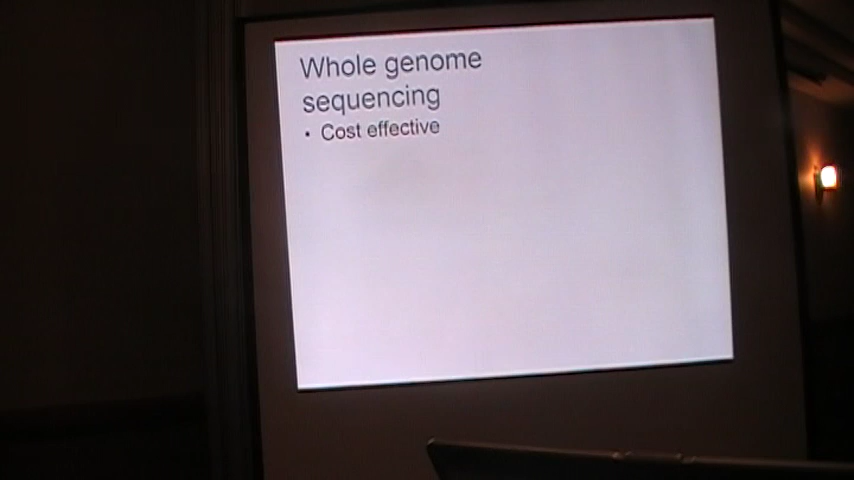 Whole genome
sequencing
• Cost effective